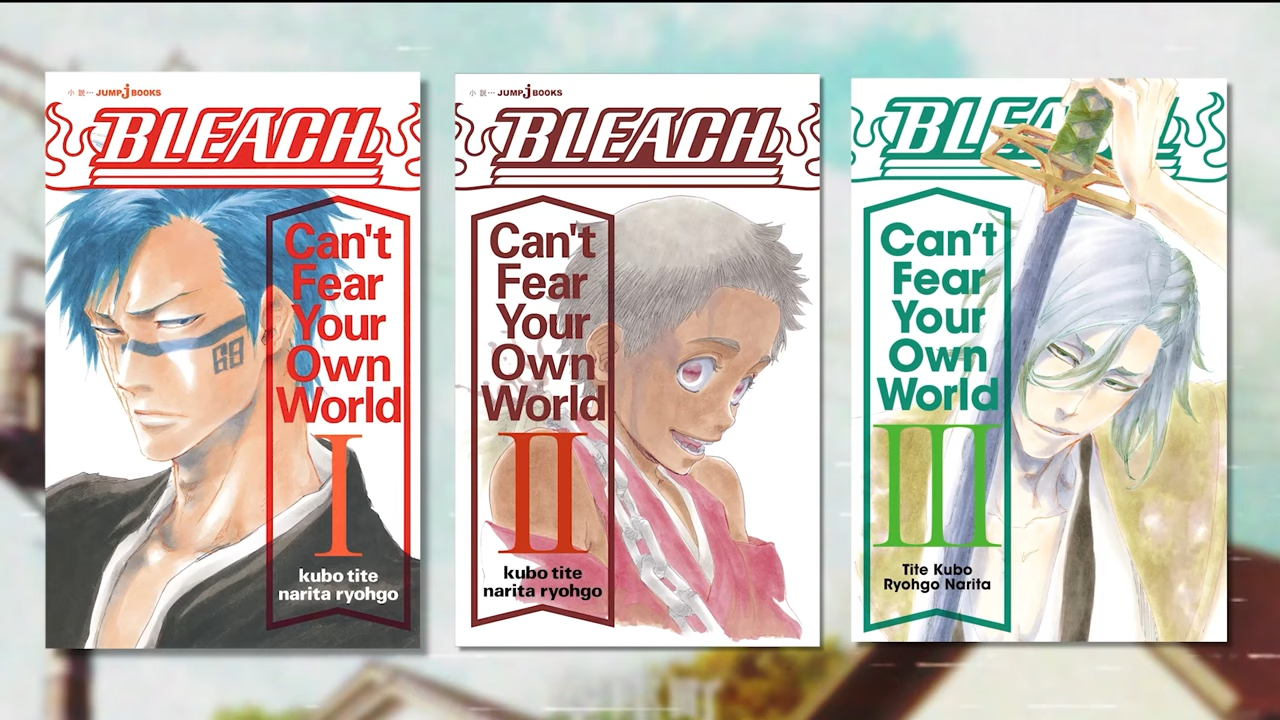 小説… JUMP j BOOKS
BLEACH
Can't
Fear
Your
Own
World
I
kubo tite
narita ryohgo
69
小説… JUMP j BOOKS
BLEACH
Can't
Fear
Your
Own
World
II
kubo tite
narita ryohgo
BLEACH
Can't
Fear
Your
Own
World
III
Tite Kubo
Ryohgo Narita